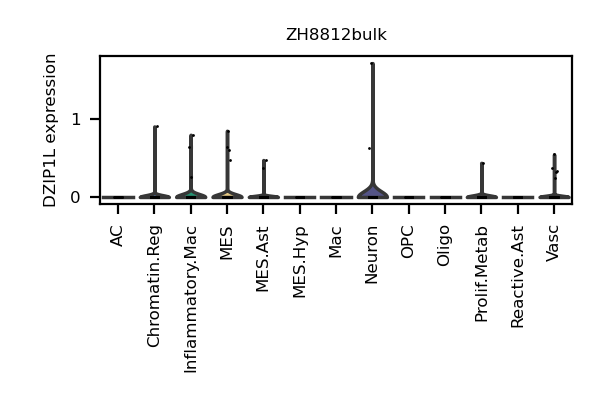 ZH8812bulk
DZIP1L expression
1
0
AC
Chromatin.Reg
Inflammatory.Mac
MES
MES.Ast
MES.Hyp
Mac
Neuron
OPC
Oligo
Prolif.Metab
Reactive.Ast
Vasc